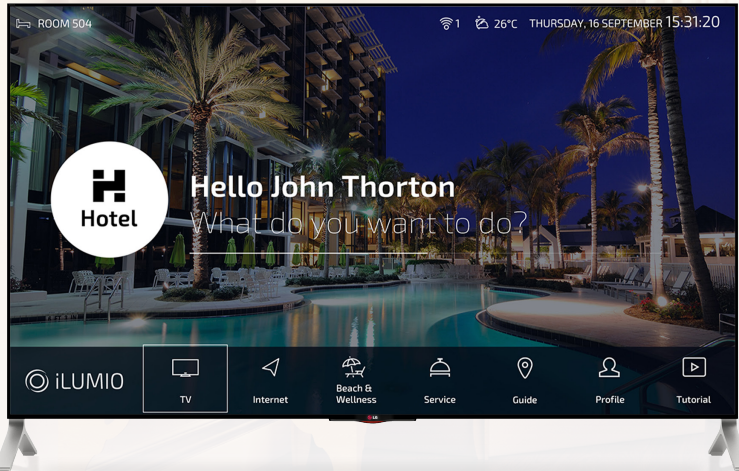 ROOM 504
1 26°C THURSDAY, 16 SEPTEMBER 15:31:20
H
Hotel
Hello John Thorton
What do you want to do?
iLUMIO
TV
Internet
Beach &
Wellness
Service
Guide
Profile
Tutorial
LG